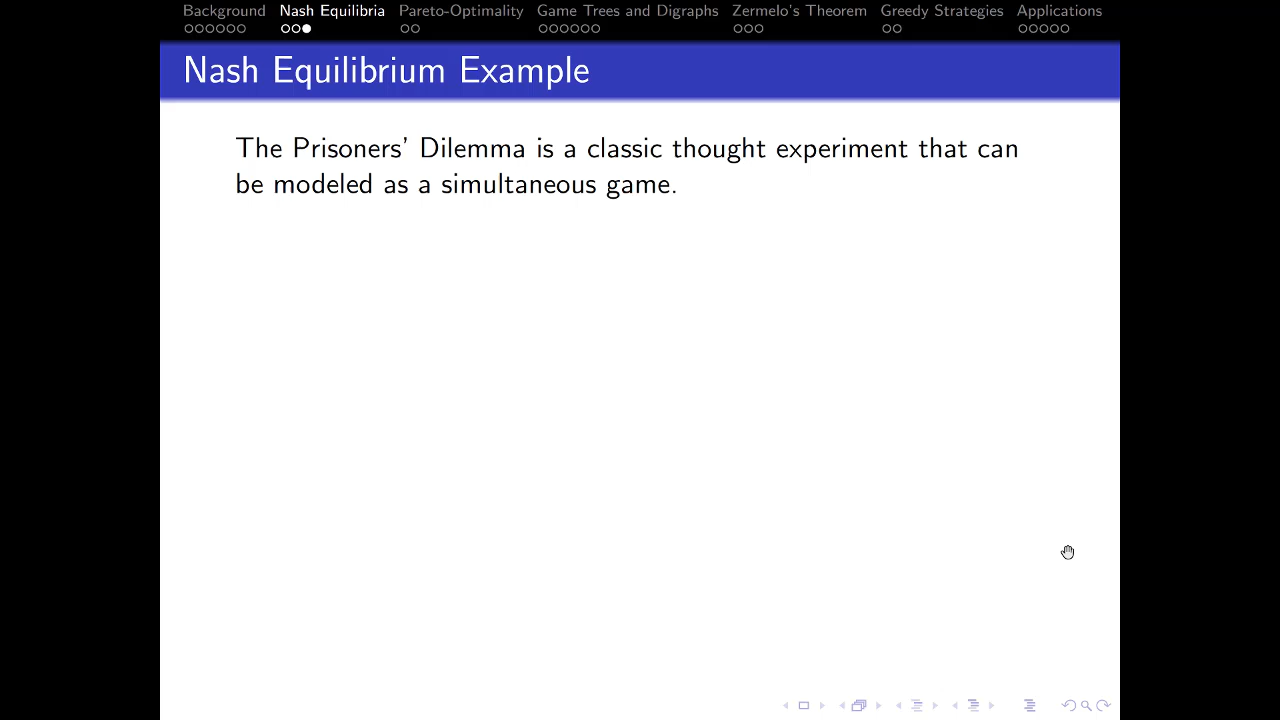 Background Nash Equilibria Pareto-Optimality Game Trees and Digraphs Zermelo's Theorem Greedy Strategies Applications
Nash Equilibrium Example
The Prisoners' Dilemma is a classic thought experiment that can
be modeled as a simultaneous game.